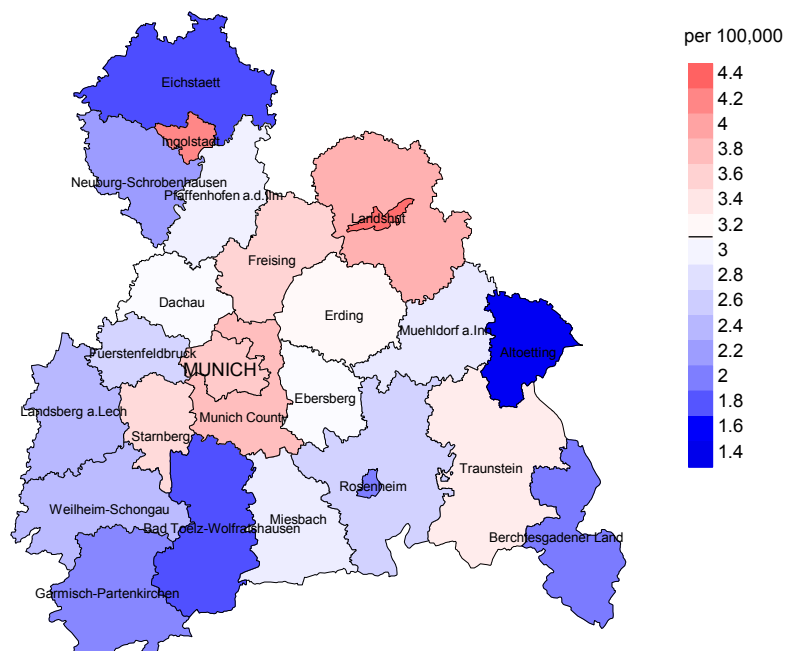 per 100,000
4.4
4.2
4
3.8
3.6
3.4
3.2
3
2.8
2.6
2.4
2.2
2
1.8
1.6
1.4
Eichstaett
Ingolstadt
Neuburg-Schrobenhausen
Pfaffenhofen a.d.Ilm
Landshut
Freising
Dachau
Erding
Muehldorf a.Inn
Altoetting
Fuerstenfeldbruck
MUNICH
Ebersberg
Landsberg a.Lech
Munich County
Starnberg
Traunstein
Rosenheim
Weilheim-Schongau
Miesbach
Bad Toelz-Wolfratshausen
Berchtesgadener Land
Garmisch-Partenkirchen